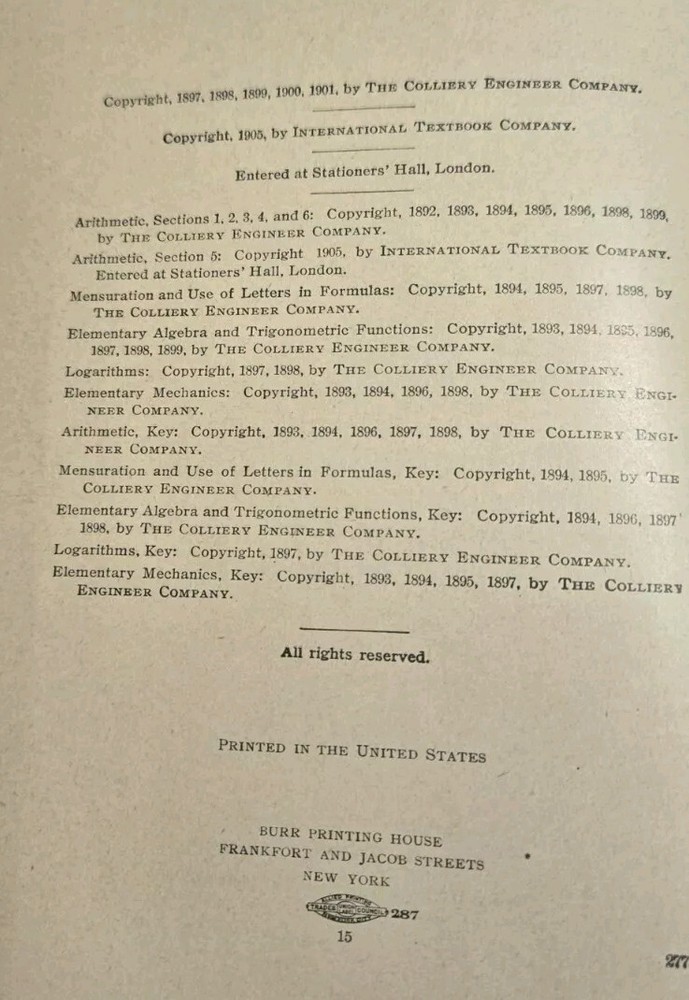 Copyright, 1897, 1898, 1899, 1900, 1901, by THE COLLIERY ENGINEER COMPANY.
Copyright, 1905, by INTERNATIONAL TEXTBOOK COMPANY.
Entered at Stationers' Hall, London.
Arithmetic, Sections 1, 2, 3, 4, and 6: Copyright, 1892, 1893, 1894, 1895, 1896, 1898, 1899,
by THE COLLIERY ENGINEER COMPANY.
Arithmetic, Section 5: Copyright 1905, by INTERNATIONAL TEXTBOOK COMPANY.
Entered at Stationers' Hall, London.
Mensuration and Use of Letters in Formulas: Copyright, 1894, 1895, 1897, 1898, by
THE COLLIERY ENGINEER COMPANY.
Elementary Algebra and Trigonometric Functions: Copyright, 1893, 1894, 1895, 1896,
1897, 1898, 1899, by THE COLLIERY ENGINEER COMPANY.
Logarithms: Copyright, 1897, 1898, by THE COLLIERY ENGINEER COMPANY.
Elementary Mechanics: Copyright, 1893, 1894, 1896, 1898, by THE COLLIERY ENGI-
NEER COMPANY.
Arithmetic, Key: Copyright, 1893, 1894, 1896, 1897, 1898, by THE COLLIERY ENGI-
NEER COMPANY.
Mensuration and Use of Letters in Formulas, Key: Copyright, 1894, 1895, by THE
COLLIERY ENGINEER COMPANY.
Elementary Algebra and Trigonometric Functions, Key: Copyright, 1894, 1896, 1897
1898, by THE COLLIERY ENGINEER COMPANY.
Logarithms, Key: Copyright, 1897, by THE COLLIERY ENGINEER COMPANY.
Elementary Mechanics, Key: Copyright, 1893, 1894, 1895, 1897, by THE COLLIERY
ENGINEER COMPANY.
All rights reserved.
PRINTED IN THE UNITED STATES
BURR PRINTING HOUSE
FRANKFORT AND JACOB STREETS
NEW YORK
ALLIED PRINTING
TRADES UNION LABEL COUNCIL 287
15
277